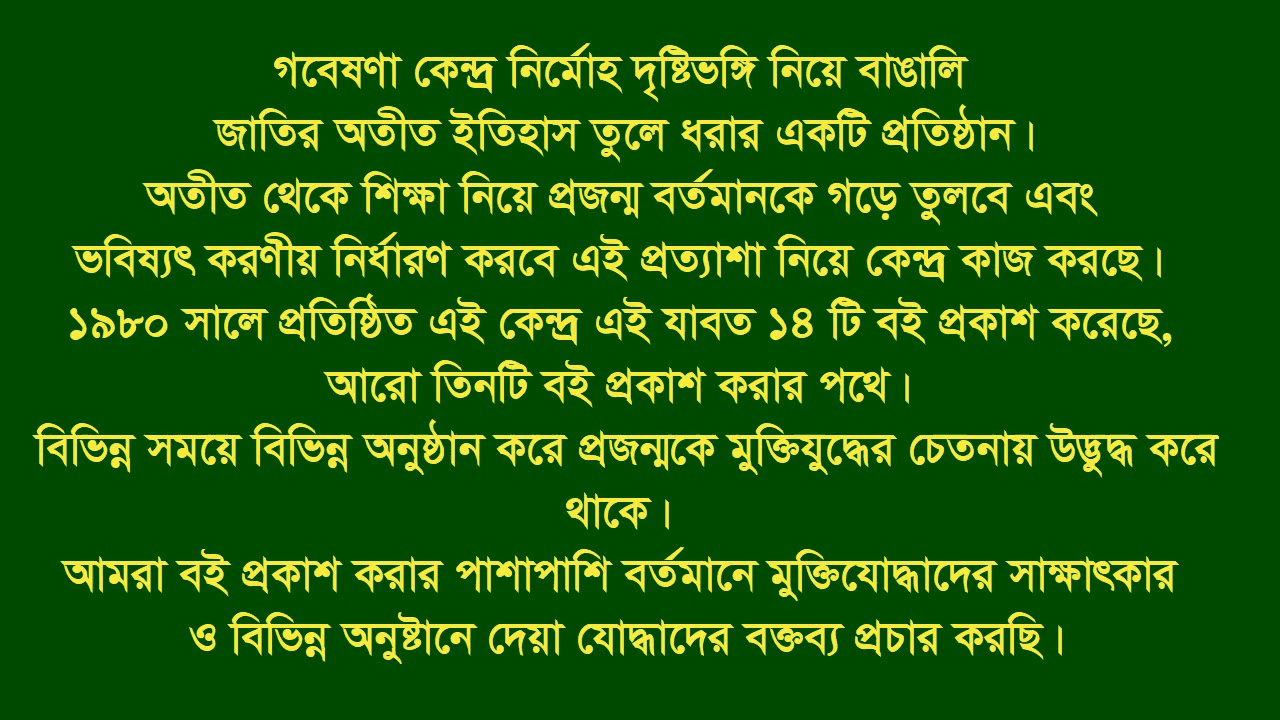 গবেষণা কেন্দ্র নির্মোহ দৃষ্টিভঙ্গি নিয়ে বাঙালি
জাতির অতীত ইতিহাস তুলে ধরার একটি প্রতিষ্ঠান।
অতীত থেকে শিক্ষা নিয়ে প্রজন্ম বর্তমানকে গড়ে তুলবে এবং
ভবিষ্যৎ করণীয় নির্ধারণ করবে এই প্রত্যাশা নিয়ে কেন্দ্র কাজ করছে।
১৯৮০ সালে প্রতিষ্ঠিত এই কেন্দ্র এই যাবত ১৪ টি বই প্রকাশ করেছে,
আরো তিনটি বই প্রকাশ করার পথে।
বিভিন্ন সময়ে বিভিন্ন অনুষ্ঠান করে প্রজন্মকে মুক্তিযুদ্ধের চেতনায় উদ্ভুদ্ধ করে
থাকে।
আমরা বই প্রকাশ করার পাশাপাশি বর্তমানে মুক্তিযোদ্ধাদের সাক্ষাৎকার
ও বিভিন্ন অনুষ্টানে দেয়া যোদ্ধাদের বক্তব্য প্রচার করছি।